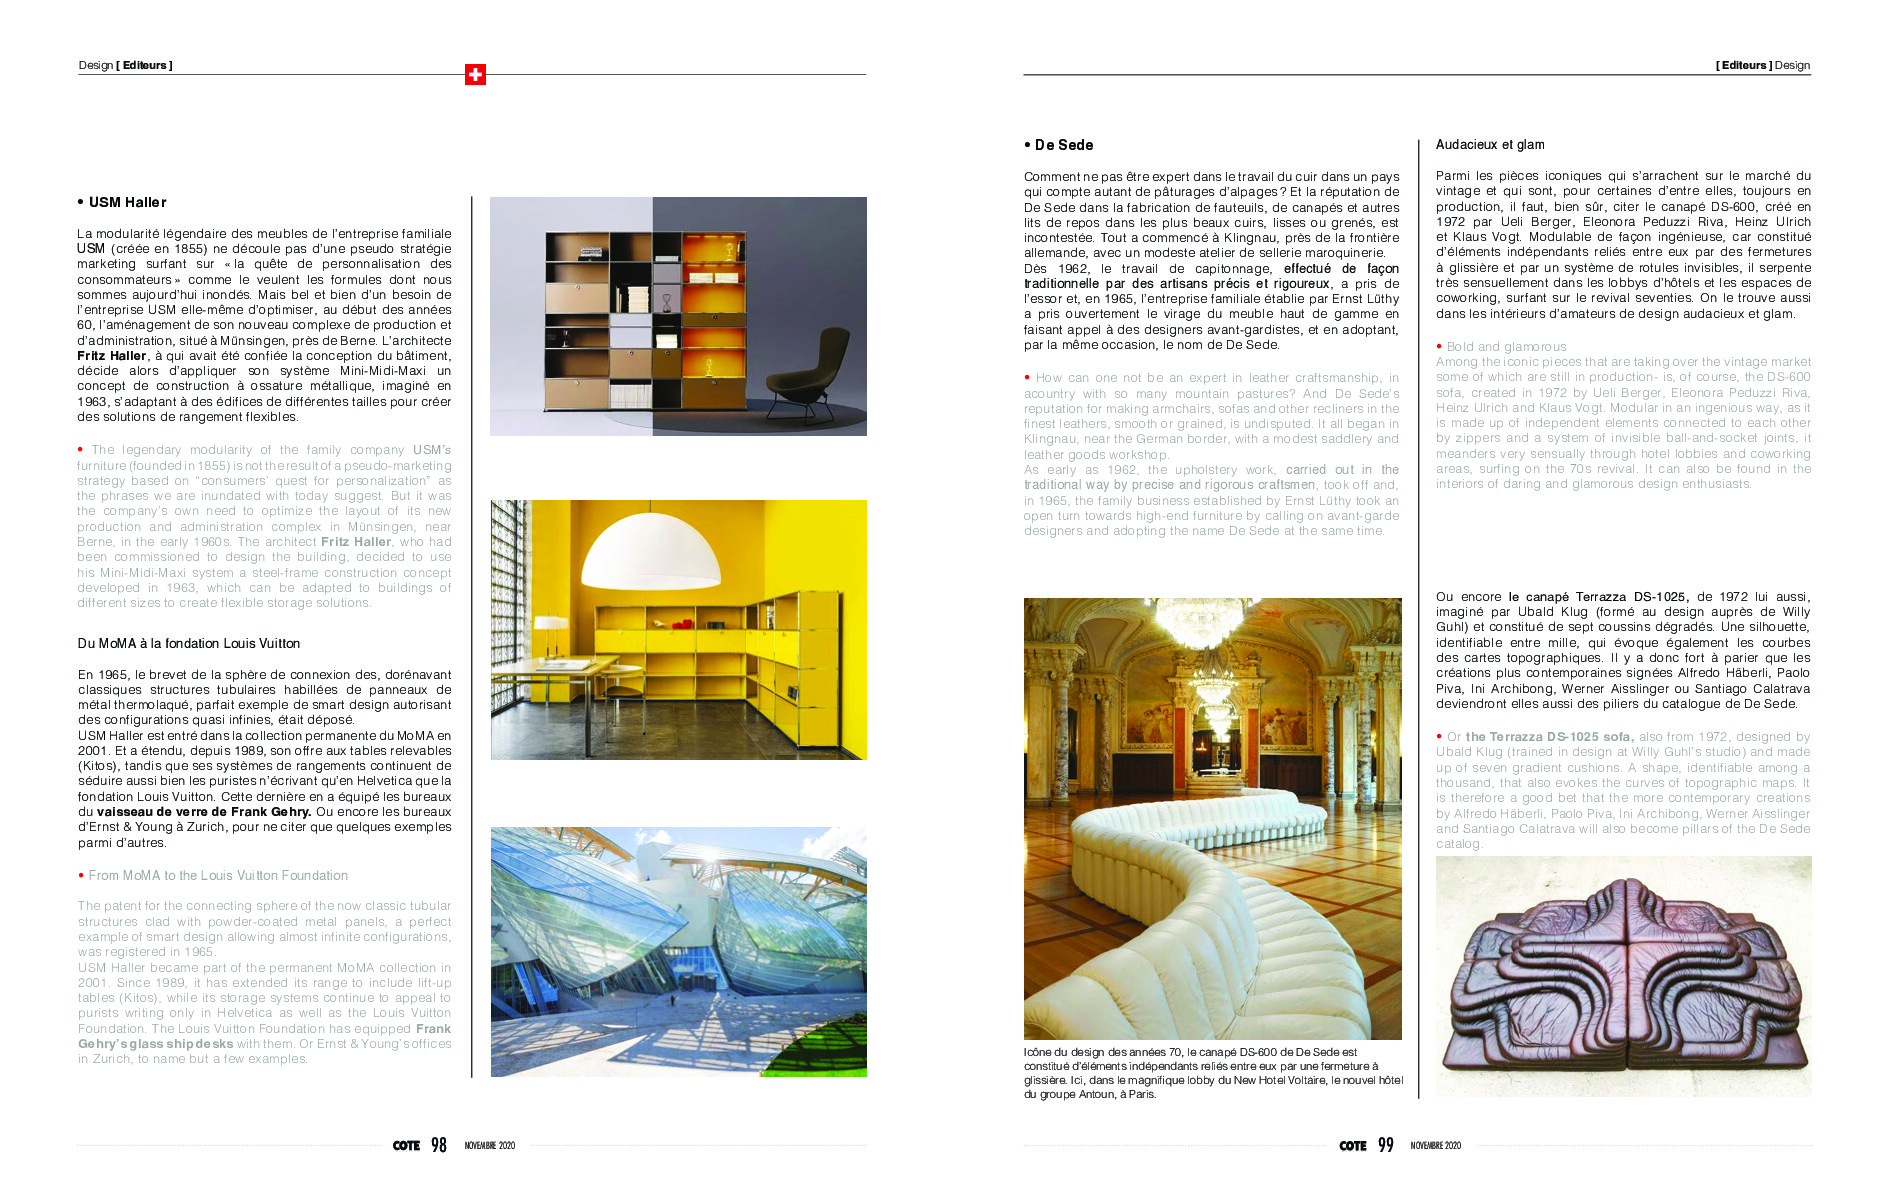 Design [ Editeurs ]
• USM Haller
La modularité légendaire des meubles de l'entreprise familiale
USM (créée en 1855) ne découle pas d'une pseudo stratégie
marketing surfant sur « la quête de personnalisation des
consommateurs » comme le veulent les formules dont nous
sommes aujourd'hui inondés. Mais bel et bien d'un besoin de
l'entreprise USM elle-même d'optimiser, au début des années
60, l'aménagement de son nouveau complexe de production et
d'administration, situé à Münsingen, près de Berne. L'architecte
Fritz Haller, à qui avait été confiée la conception du bâtiment,
décide alors d'appliquer son système Mini-Midi-Maxi un
concept de construction à ossature métallique, imaginé en
1963, s'adaptant à des édifices de différentes tailles pour créer
des solutions de rangement flexibles.
• The legendary modularity of the family company USM's
furniture (founded in 1855) is not the result of a pseudo-marketing
strategy based on "consumers' quest for personalization" as
the phrases we are inundated with today suggest. But it was
the company's own need to optimize the layout of its new
production and administration complex in Münsingen, near
Berne, in the early 1960s. The architect Fritz Haller, who had
been commissioned to design the building, decided to use
his Mini-Midi-Maxi system a steel-frame construction concept
developed in 1963, which can be adapted to buildings of
different sizes to create flexible storage solutions.
Du MoMA à la fondation Louis Vuitton
En 1965, le brevet de la sphère de connexion des, dorénavant
classiques structures tubulaires habillées de panneaux de
métal thermolaqué, parfait exemple de smart design autorisant
des configurations quasi infinies, était déposé.
USM Haller est entré dans la collection permanente du MoMA en
2001. Et a étendu, depuis 1989, son offre aux tables relevables
(Kitos), tandis que ses systèmes de rangements continuent de
séduire aussi bien les puristes n'écrivant qu'en Helvetica que la
fondation Louis Vuitton. Cette dernière en a équipé les bureaux
du vaisseau de verre de Frank Gehry. Ou encore les bureaux
d'Ernst & Young à Zurich, pour ne citer que quelques exemples
parmi d'autres.
• From MoMA to the Louis Vuitton Foundation
The patent for the connecting sphere of the now classic tubular
structures clad with powder-coated metal panels, a perfect
example of smart design allowing almost infinite configurations,
was registered in 1965.
USM Haller became part of the permanent MoMA collection in
2001. Since 1989, it has extended its range to include lift-up
tables (Kitos), while its storage systems continue to appeal to
purists writing only in Helvetica as well as the Louis Vuitton
Foundation. The Louis Vuitton Foundation has equipped Frank
Gehry's glass ship desks with them. Or Ernst & Young's offices
in Zurich, to name but a few examples.
COTE 98 NOVEMBRE 2020
[ Editeurs ] Design
• De Sede
Comment ne pas être expert dans le travail du cuir dans un pays
qui compte autant de pâturages d'alpages ? Et la réputation de
De Sede dans la fabrication de fauteuils, de canapés et autres
lits de repos dans les plus beaux cuirs, lisses ou grenés, est
incontestée. Tout a commencé à Klingnau, près de la frontière
allemande, avec un modeste atelier de sellerie maroquinerie.
Dès 1962, le travail de capitonnage, effectué de façon
traditionnelle par des artisans précis et rigoureux, a pris de
l'essor et, en 1965, l'entreprise familiale établie par Ernst Lüthy
a pris ouvertement le virage du meuble haut de gamme en
faisant appel à des designers avant-gardistes, et en adoptant,
par la même occasion, le nom de De Sede.
• How can one not be an expert in leather craftsmanship, in
acountry with so many mountain pastures? And De Sede's
reputation for making armchairs, sofas and other recliners in the
finest leathers, smooth or grained, is undisputed. It all began in
Klingnau, near the German border, with a modest saddlery and
leather goods workshop.
As early as 1962, the upholstery work, carried out in the
traditional way by precise and rigorous craftsmen, took off and,
in 1965, the family business established by Ernst Lüthy took an
open turn towards high-end furniture by calling on avant-garde
designers and adopting the name De Sede at the same time.
Icône du design des années 70, le canapé DS-600 de De Sede est
constitué d'éléments indépendants reliés entre eux par une fermeture à
glissière. Ici, dans le magnifique lobby du New Hotel Voltaire, le nouvel hôtel
du groupe Antoun, à Paris.
Audacieux et glam
Parmi les pièces iconiques qui s'arrachent sur le marché du
vintage et qui sont, pour certaines d'entre elles, toujours en
production, il faut, bien sûr, citer le canapé DS-600, créé en
1972 par Ueli Berger, Eleonora Peduzzi Riva, Heinz Ulrich
et Klaus Vogt. Modulable de façon ingénieuse, car constitué
d'éléments indépendants reliés entre eux par des fermetures
à glissière et par un système de rotules invisibles, il serpente
très sensuellement dans les lobbys d'hôtels et les espaces de
coworking, surfant sur le revival seventies. On le trouve aussi
dans les intérieurs d'amateurs de design audacieux et glam.
• Bold and glamorous
Among the iconic pieces that are taking over the vintage market
some of which are still in production- is, of course, the DS-600
sofa, created in 1972 by Ueli Berger, Eleonora Peduzzi Riva,
Heinz Ulrich and Klaus Vogt. Modular in an ingenious way, as it
is made up of independent elements connected to each other
by zippers and a system of invisible ball-and-socket joints, it
meanders very sensually through hotel lobbies and coworking
areas, surfing on the 70s revival. It can also be found in the
interiors of daring and glamorous design enthusiasts.
Ou encore le canapé Terrazza DS-1025, de 1972 lui aussi,
imaginé par Ubald Klug (formé au design auprès de Willy
Guhl) et constitué de sept coussins dégradés. Une silhouette,
identifiable entre mille, qui évoque également les courbes
des cartes topographiques. Il y a donc fort à parier que les
créations plus contemporaines signées Alfredo Häberli, Paolo
Piva, Ini Archibong, Werner Aisslinger ou Santiago Calatrava
deviendront elles aussi des piliers du catalogue de De Sede.
• Or the Terrazza DS-1025 sofa, also from 1972, designed by
Ubald Klug (trained in design at Willy Guhl's studio) and made
up of seven gradient cushions. A shape, identifiable among a
thousand, that also evokes the curves of topographic maps. It
is therefore a good bet that the more contemporary creations
by Alfredo Häberli, Paolo Piva, Ini Archibong, Werner Aisslinger
and Santiago Calatrava will also become pillars of the De Sede
catalog.
COTE 99 NOVEMBRE 2020